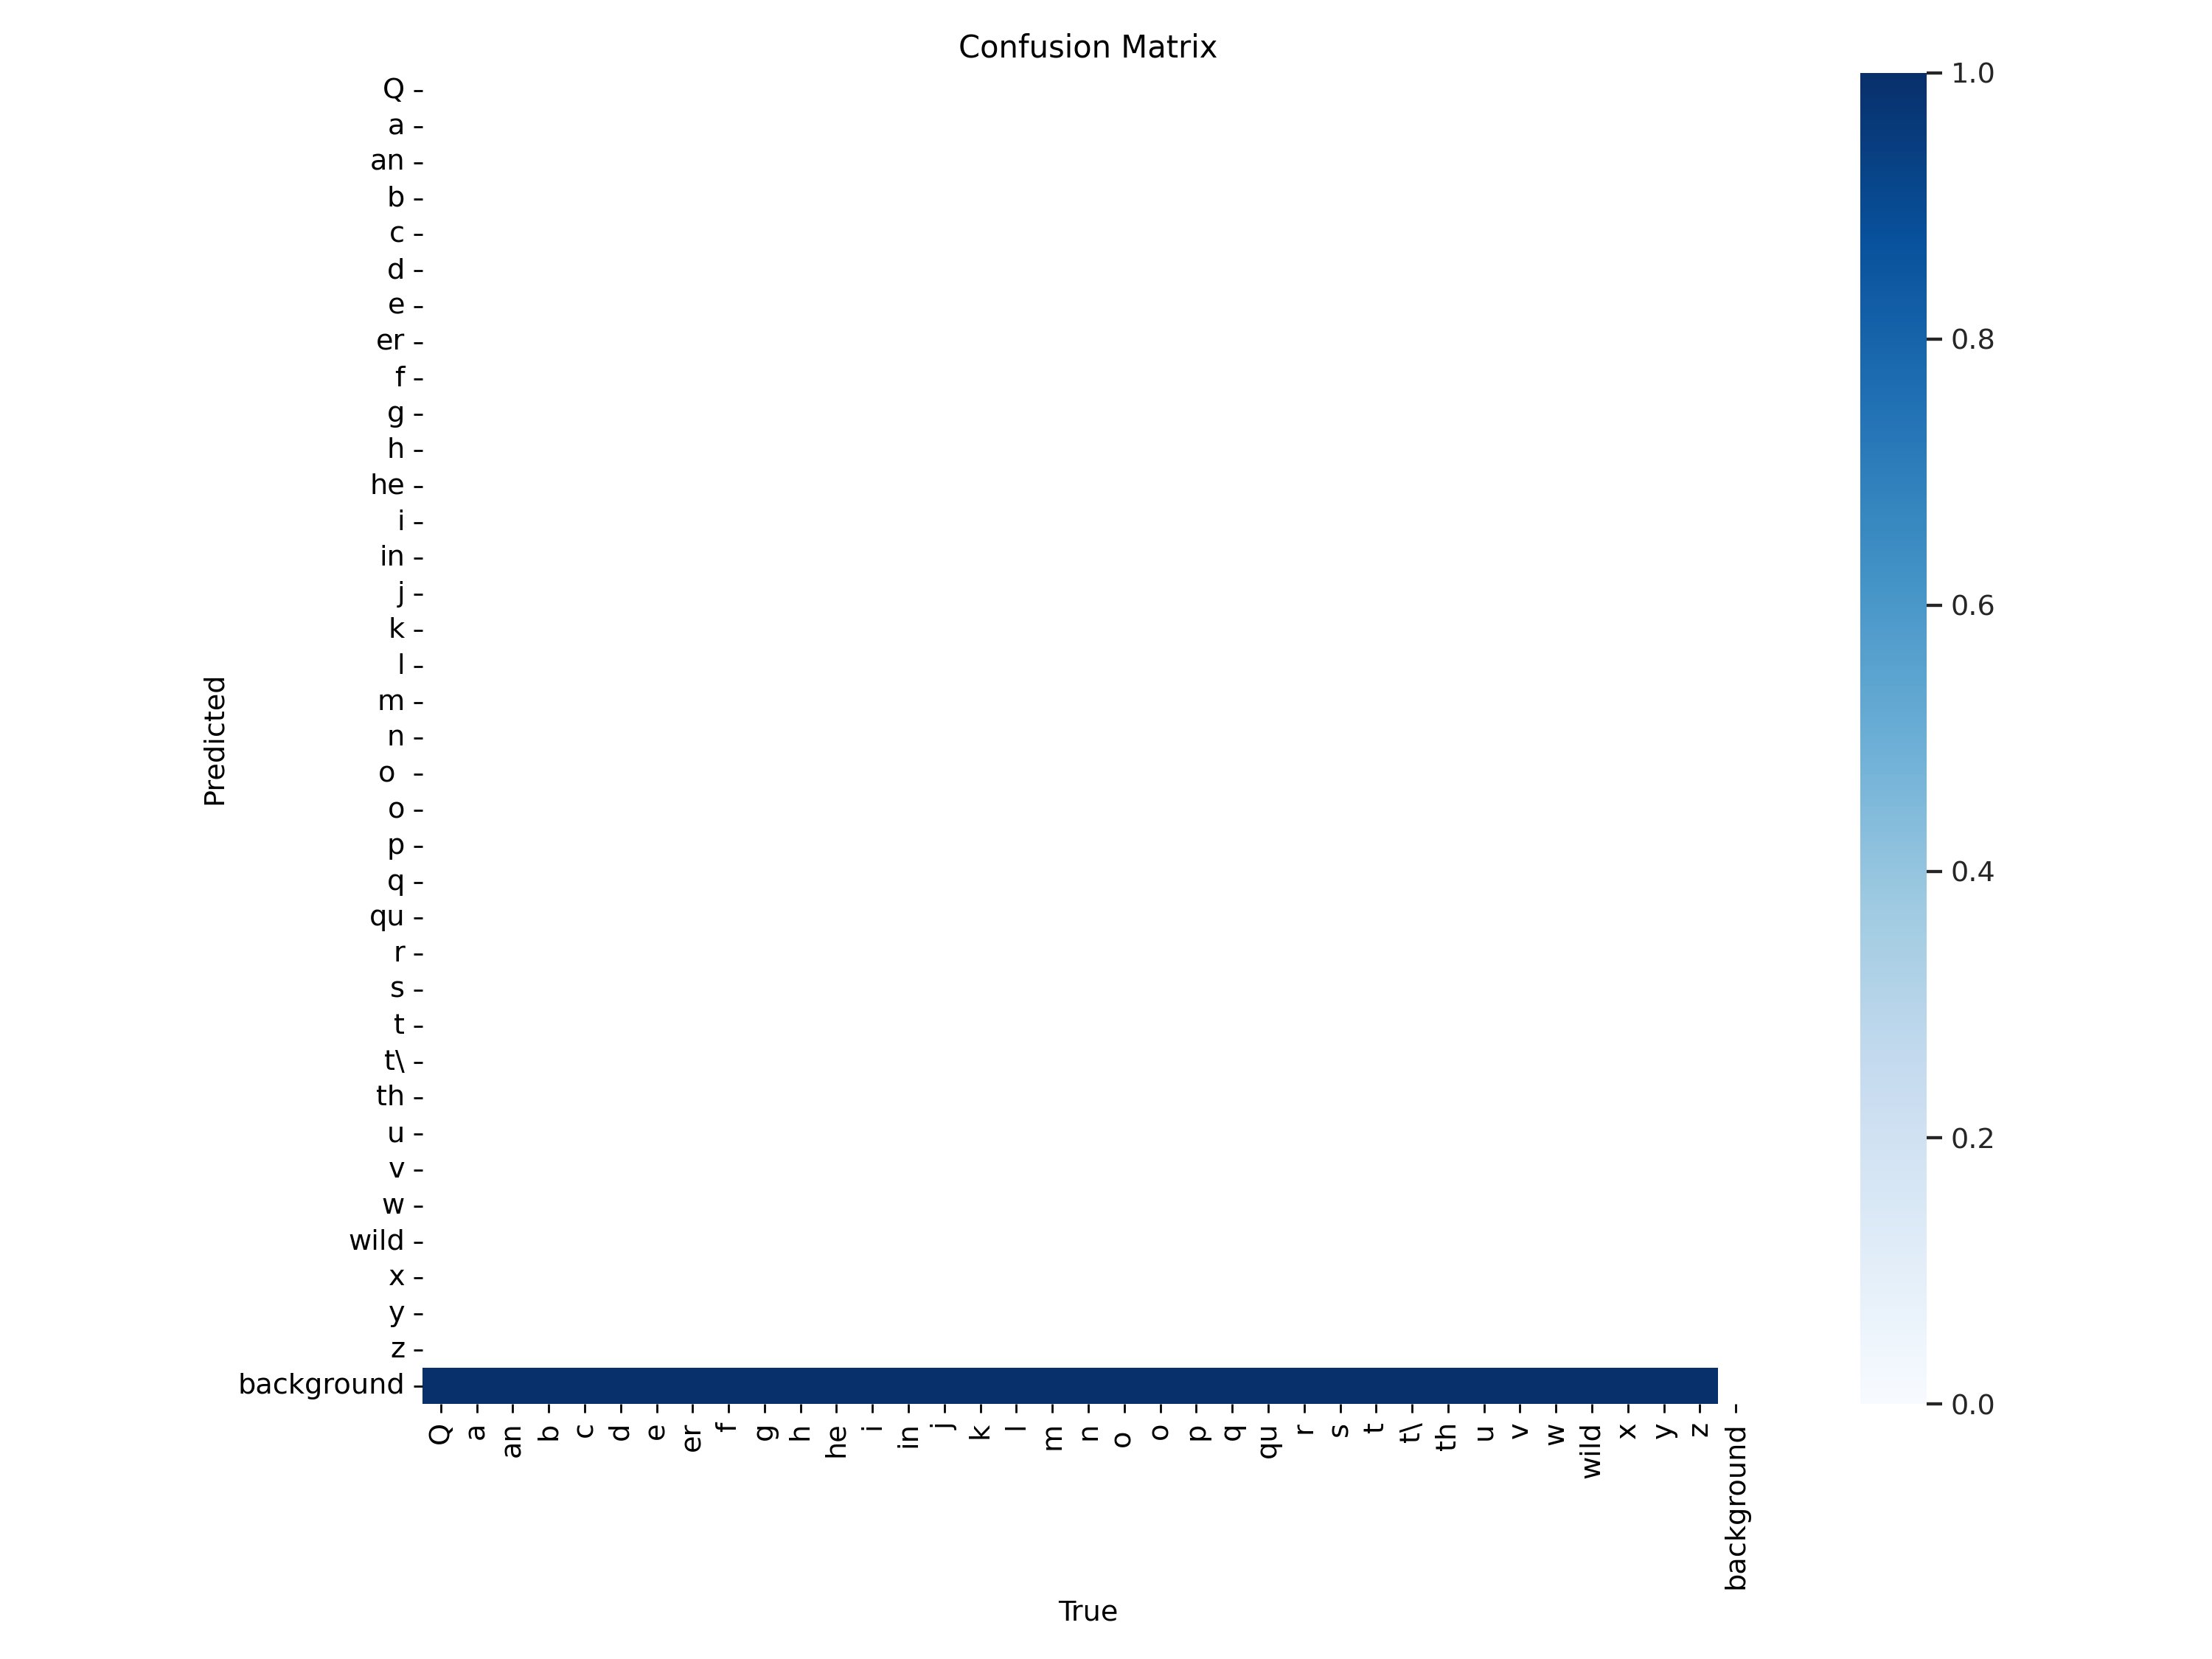 Confusion Matrix
Q
a
an
b
c
d
e
er
f
g
h
he
i
in
j
k
l
m
n
o
o
p
q
qu
r
s
t
t\
th
u
v
w
wild
x
y
z
background
Predicted
Q a an b c d e er f g h he i in j k l m n o o p q qu r s t t\ th u v w wild x y z background
True
1.0
0.8
0.6
0.4
0.2
0.0